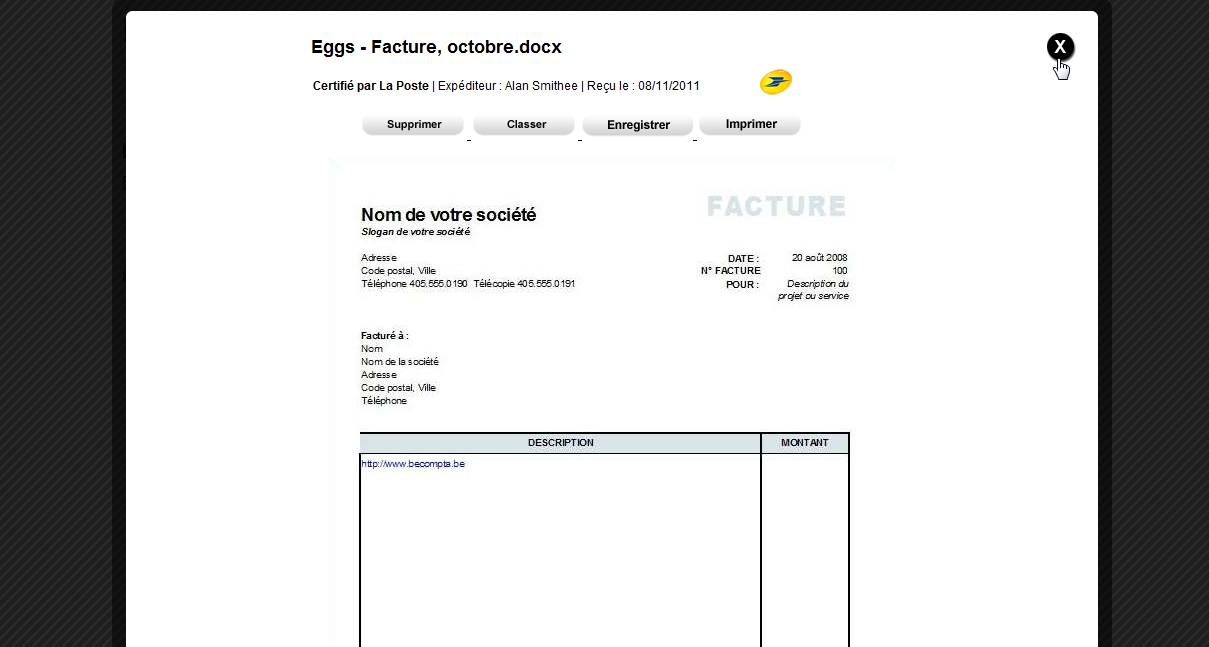 Eggs - Facture, octobre.docx
X
Certifié par La Poste | Expéditeur : Alan Smithee | Reçu le : 08/11/2011
Supprimer Classer Enregistrer Imprimer
FACTURE
Nom de votre société
Slogan de votre société
Adresse
Code postal, Ville
Téléphone 405.555.0190 Télécopie 405.555.0191
DATE : 20 août 2008
N° FACTURE 100
POUR : Description du
projet ou service
Facturé à :
Nom
Nom de la société
Adresse
Code postal, Ville
Téléphone
DESCRIPTION MONTANT
http://www.becompta.be